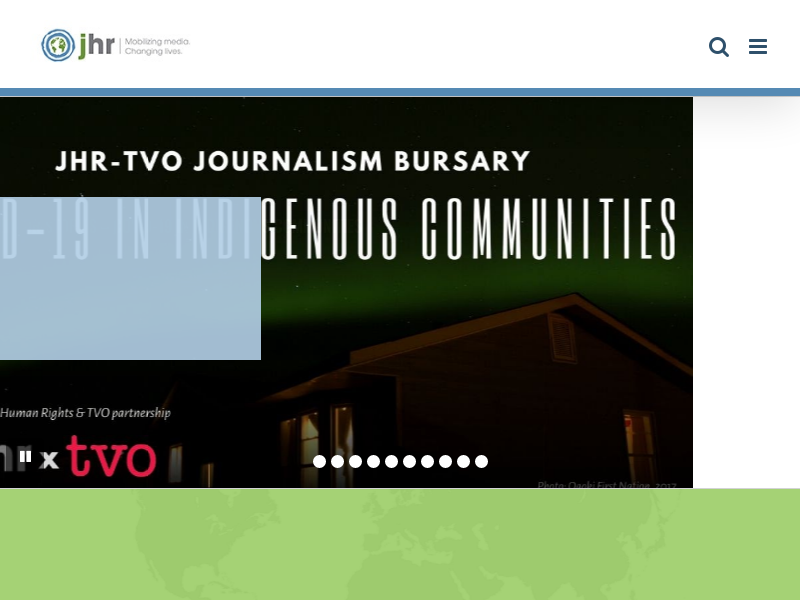 jhr
Mobilizing media.
Changing lives.
JHR-TVO JOURNALISM BURSARY
D-19 IN INDIGENOUS COMMUNITIES
Human Rights & TVO partnership
hr x tvo
Photo: Daoki First Nation, 2017